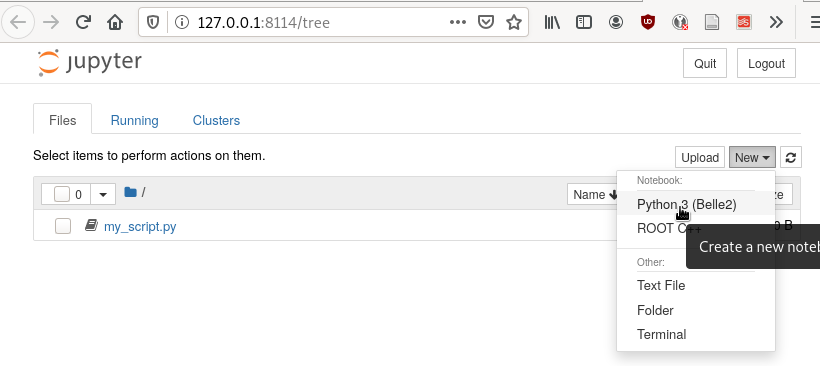 127.0.0.1:8114/tree
jupyter
Quit
Logout
Files
Running
Clusters
Select items to perform actions on them.
Upload
New
0
/
Name
Notebook:
Python 3 (Belle2)
my_script.py
ROOT C++
B
Create a new
Other:
Text File
Folder
Terminal